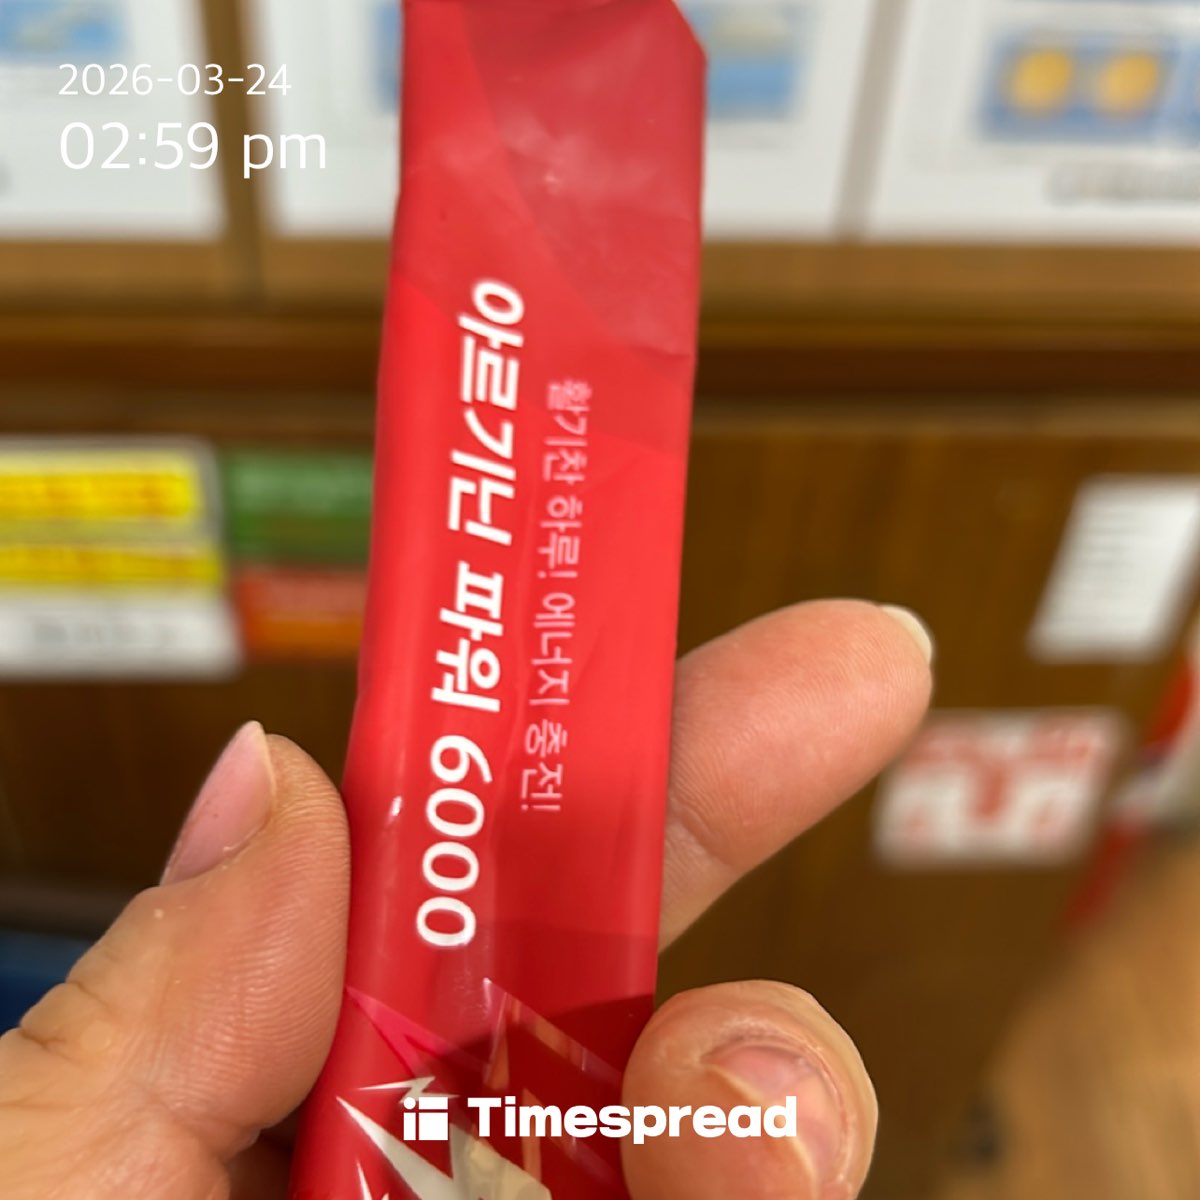 2026-03-24
02:59 pm
활기찬 하루! 에너지 충전!
아르기닌 파워 6000
Timespread